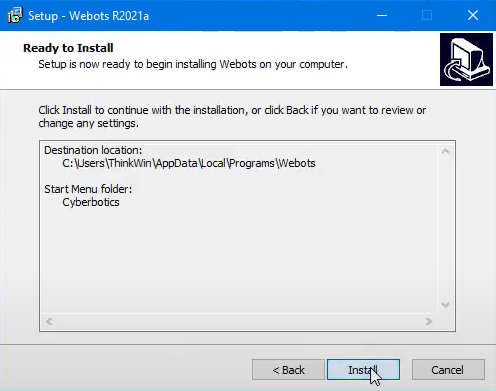 Setup - Webots R2021a
Ready to Install
Setup is now ready to begin installing Webots on your computer.
Click Install to continue with the installation, or click Back if you want to review or
change any settings.
Destination location:
C:\Users\ThinkWin\AppData\Local\Programs\Webots
Start Menu folder:
Cyberbotics
< Back
Install
Cancel